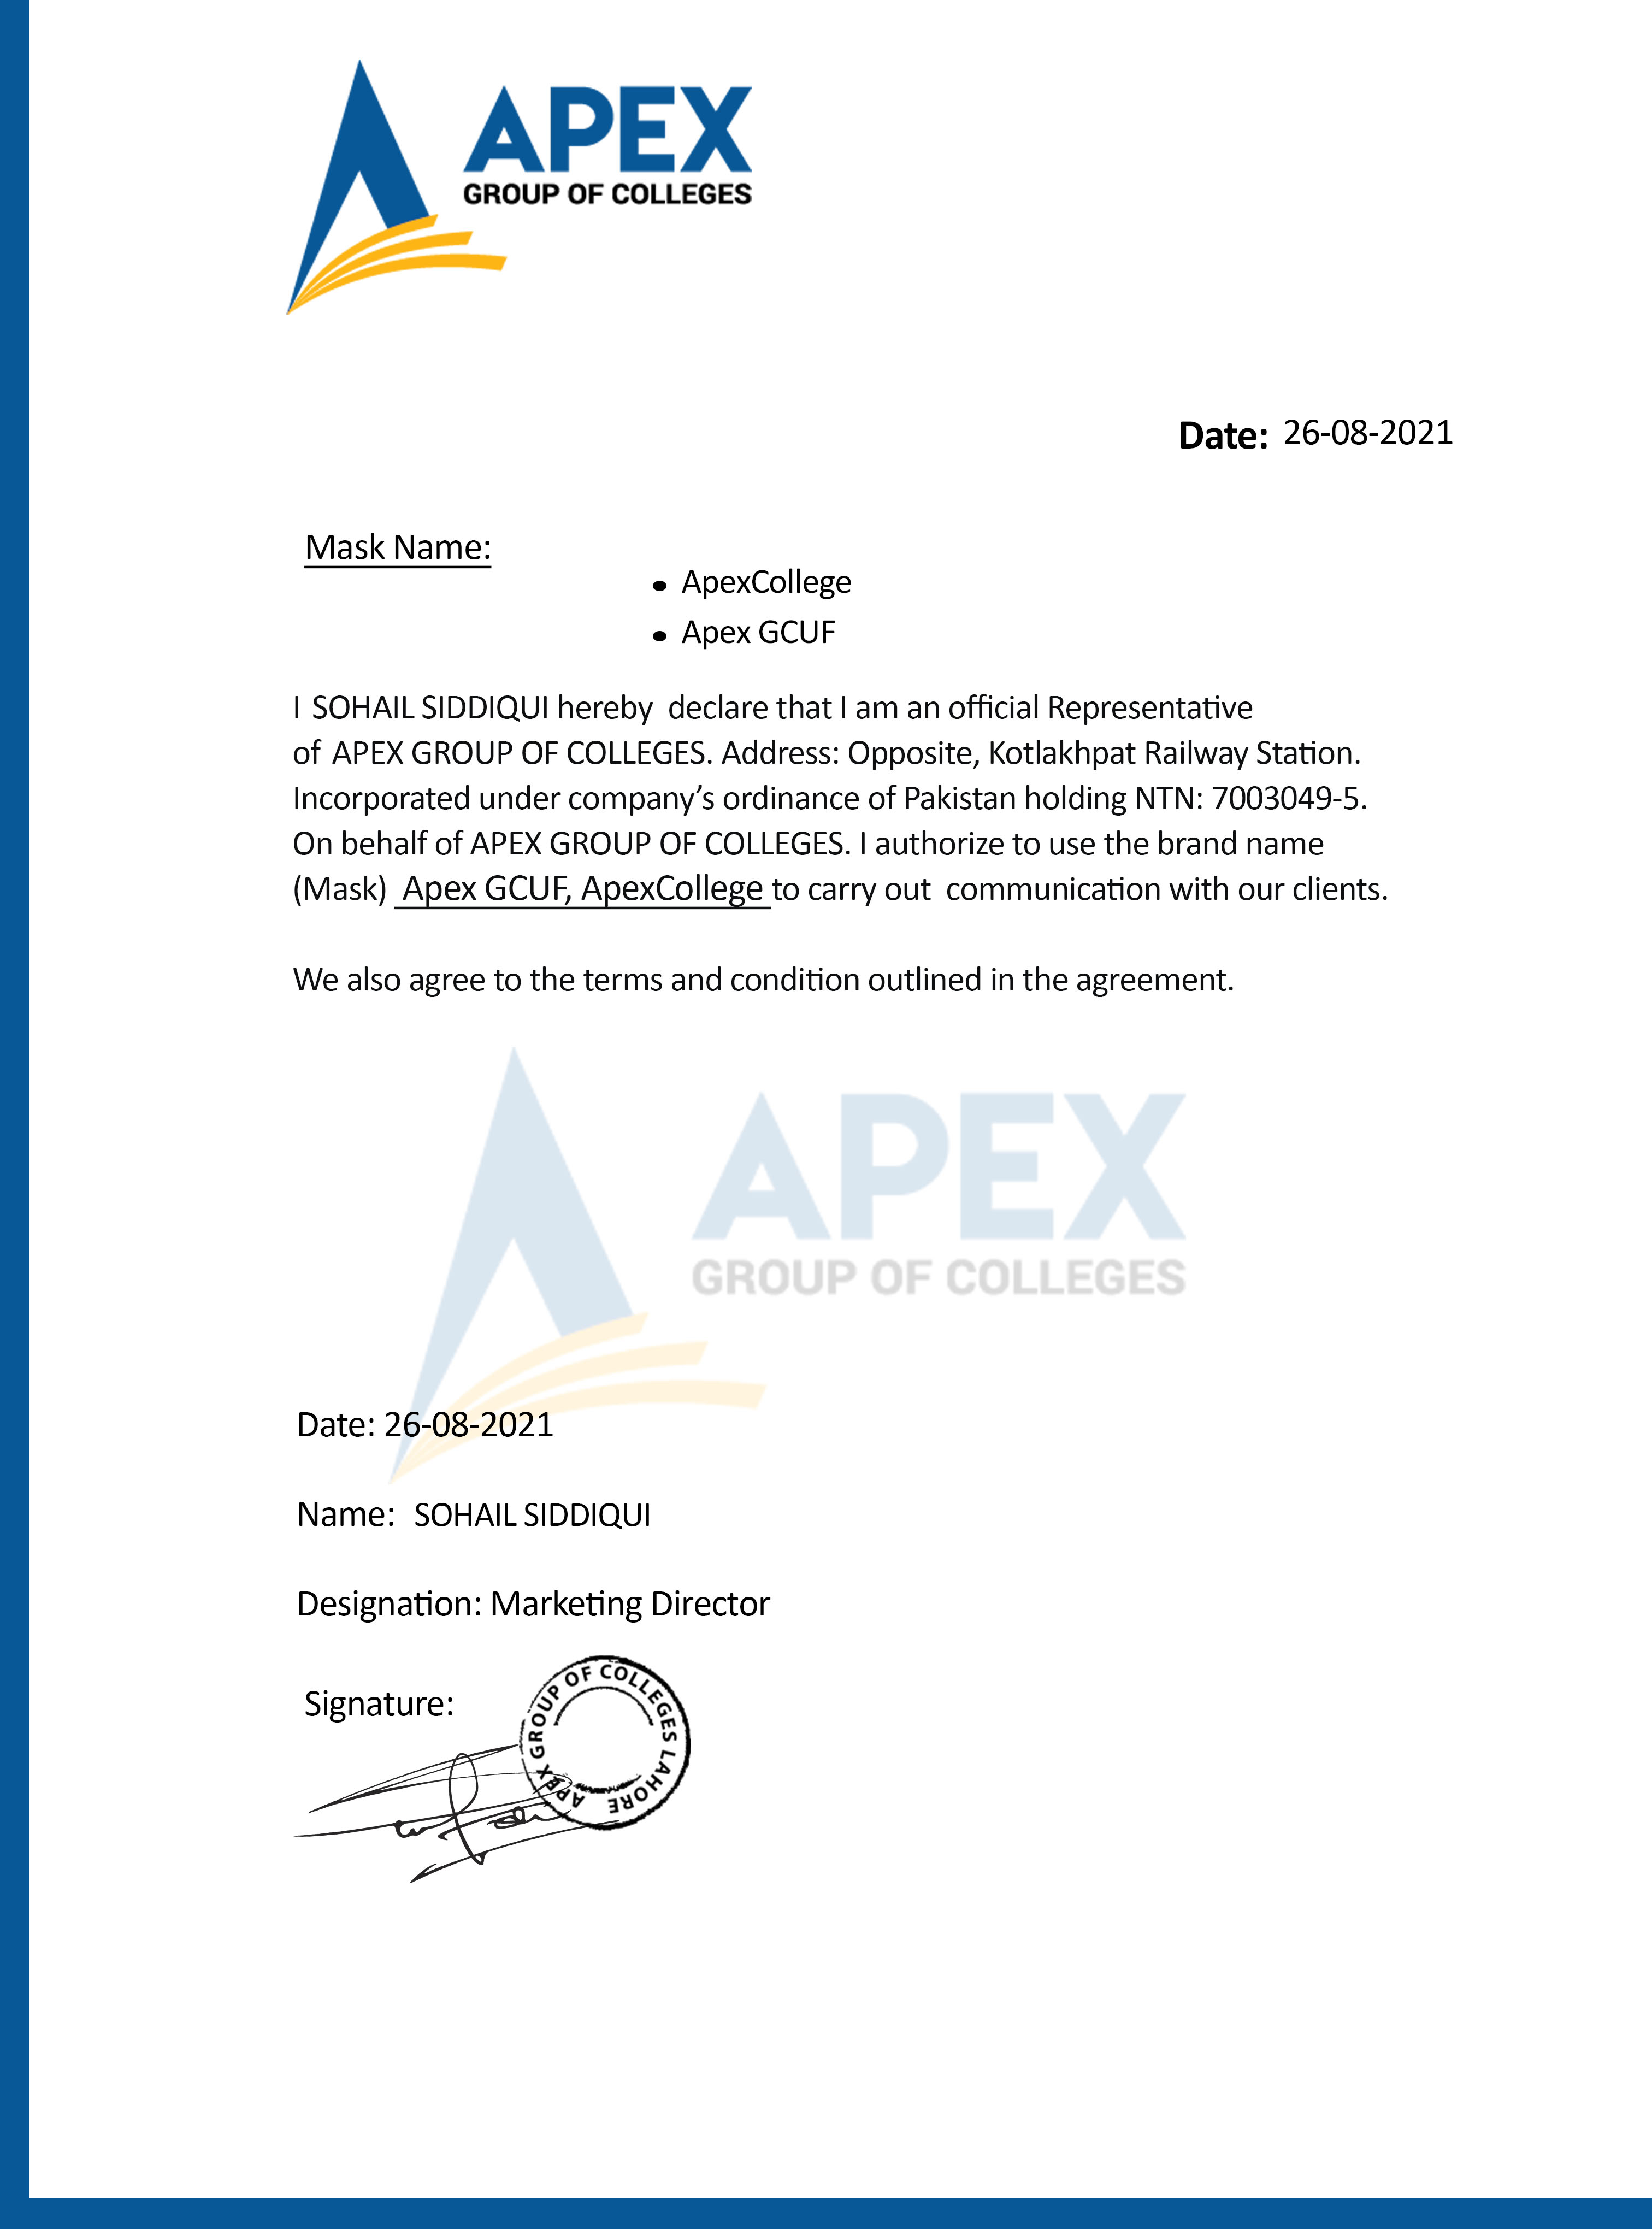 APEX
GROUP OF COLLEGES
Date: 26-08-2021
Mask Name:
• ApexCollege
• Apex GCUF
I SOHAIL SIDDIQUI hereby declare that I am an official Representative
of APEX GROUP OF COLLEGES. Address: Opposite, Kotlakhpat Railway Station.
Incorporated under company’s ordinance of Pakistan holding NTN: 7003049-5.
On behalf of APEX GROUP OF COLLEGES. I authorize to use the brand name
(Mask) Apex GCUF, ApexCollege to carry out communication with our clients.
We also agree to the terms and condition outlined in the agreement.
APEX
GROUP OF COLLEGES
Date: 26-08-2021
Name: SOHAIL SIDDIQUI
Designation: Marketing Director
Signature:
APEX GROUP OF COLLEGES LAHORE